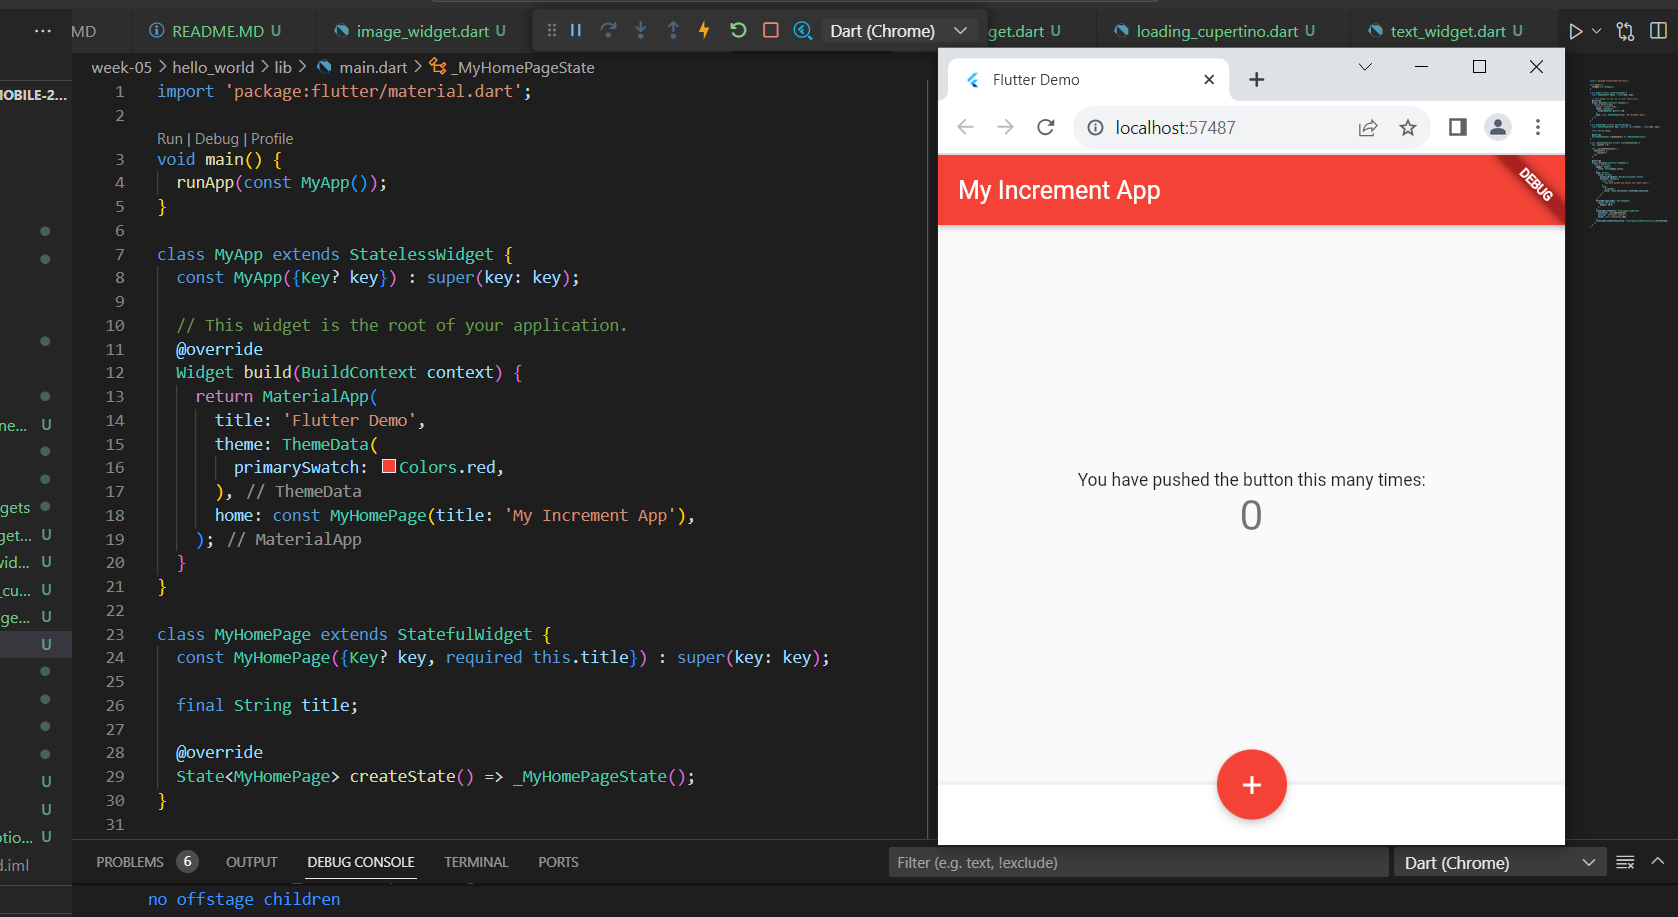 MD
README.MD U
image_widget.dart U
Dart (Chrome)
get.dart U
loading_cupertino.dart U
text_widget.dart U
week-05 > hello_world > lib > main.dart > _MyHomePageState
MOBILE-2...
ne... U
gets
get... U
wid... U
_cu... U
ge... U
U
U
U
otio... U
d.iml
1 import 'package:flutter/material.dart';
2
Run | Debug | Profile
3 void main() {
4 runApp(const MyApp());
5 }
6
7 class MyApp extends StatelessWidget {
8 const MyApp({Key? key}) : super(key: key);
9
10 // This widget is the root of your application.
11 @override
12 Widget build(BuildContext context) {
13 return MaterialApp(
14 title: 'Flutter Demo',
15 theme: ThemeData(
16 primarySwatch: Colors.red,
17 ), // ThemeData
18 home: const MyHomePage(title: 'My Increment App'),
19 ); // MaterialApp
20 }
21 }
22
23 class MyHomePage extends StatefulWidget {
24 const MyHomePage({Key? key, required this.title}) : super(key: key);
25
26 final String title;
27
28 @override
29 State<MyHomePage> createState() => _MyHomePageState();
30 }
31
Flutter Demo
localhost:57487
My Increment App
DEBUG
You have pushed the button this many times:
0
+
PROBLEMS 6 OUTPUT DEBUG CONSOLE TERMINAL PORTS
Filter (e.g. text, !exclude)
Dart (Chrome)
no offstage children